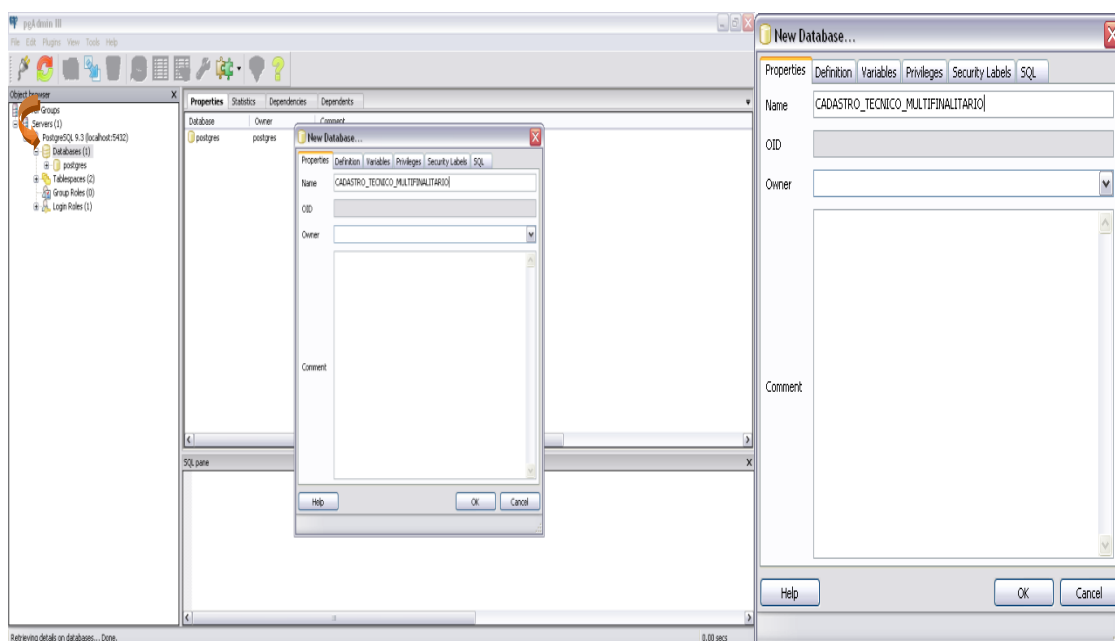 pgAdmin III
File Edit Plugins View Tools Help
Object browser X
Groups
Servers (1)
PostgreSQL 9.3 (localhost:5432)
Databases (1)
postgres
Tablespaces (2)
Group Roles (0)
Login Roles (1)
Properties Statistics Dependencies Dependents
Database Owner Comment
postgres postgres
SQL pane X
Retrieving details on databases... Done. 0.00 secs
New Database...
Properties Definition Variables Privileges Security Labels SQL
Name CADASTRO_TECNICO_MULTIFINALITARIO
OID
Owner
Comment
Help OK Cancel
New Database...
Properties Definition Variables Privileges Security Labels SQL
Name CADASTRO_TECNICO_MULTIFINALITARIO
OID
Owner
Comment
Help OK Cancel